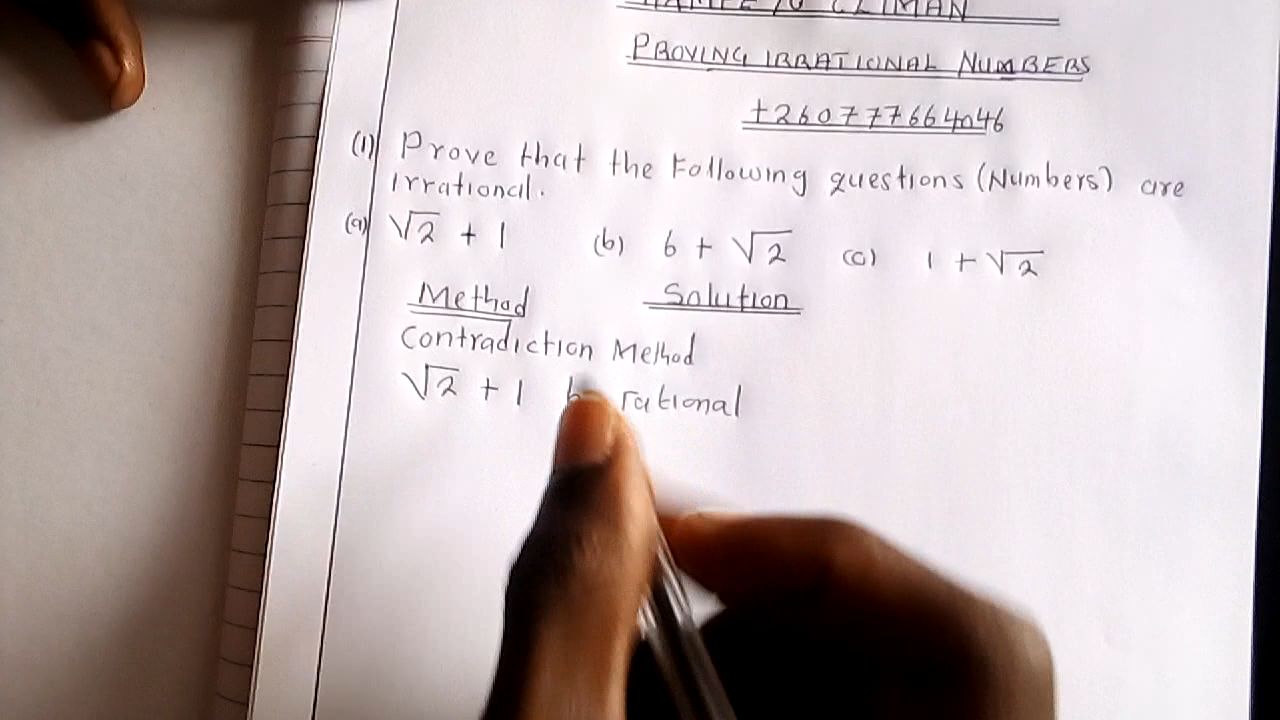 PROVING IRRATIONAL NUMBERS
+260777664046
(1) Prove that the Following questions (Numbers) are
Irrational.
(a) √2 + 1 (b) 6 + √2 (c) 1 + √2
Method Solution
Contradiction Method
√2 + 1 rational